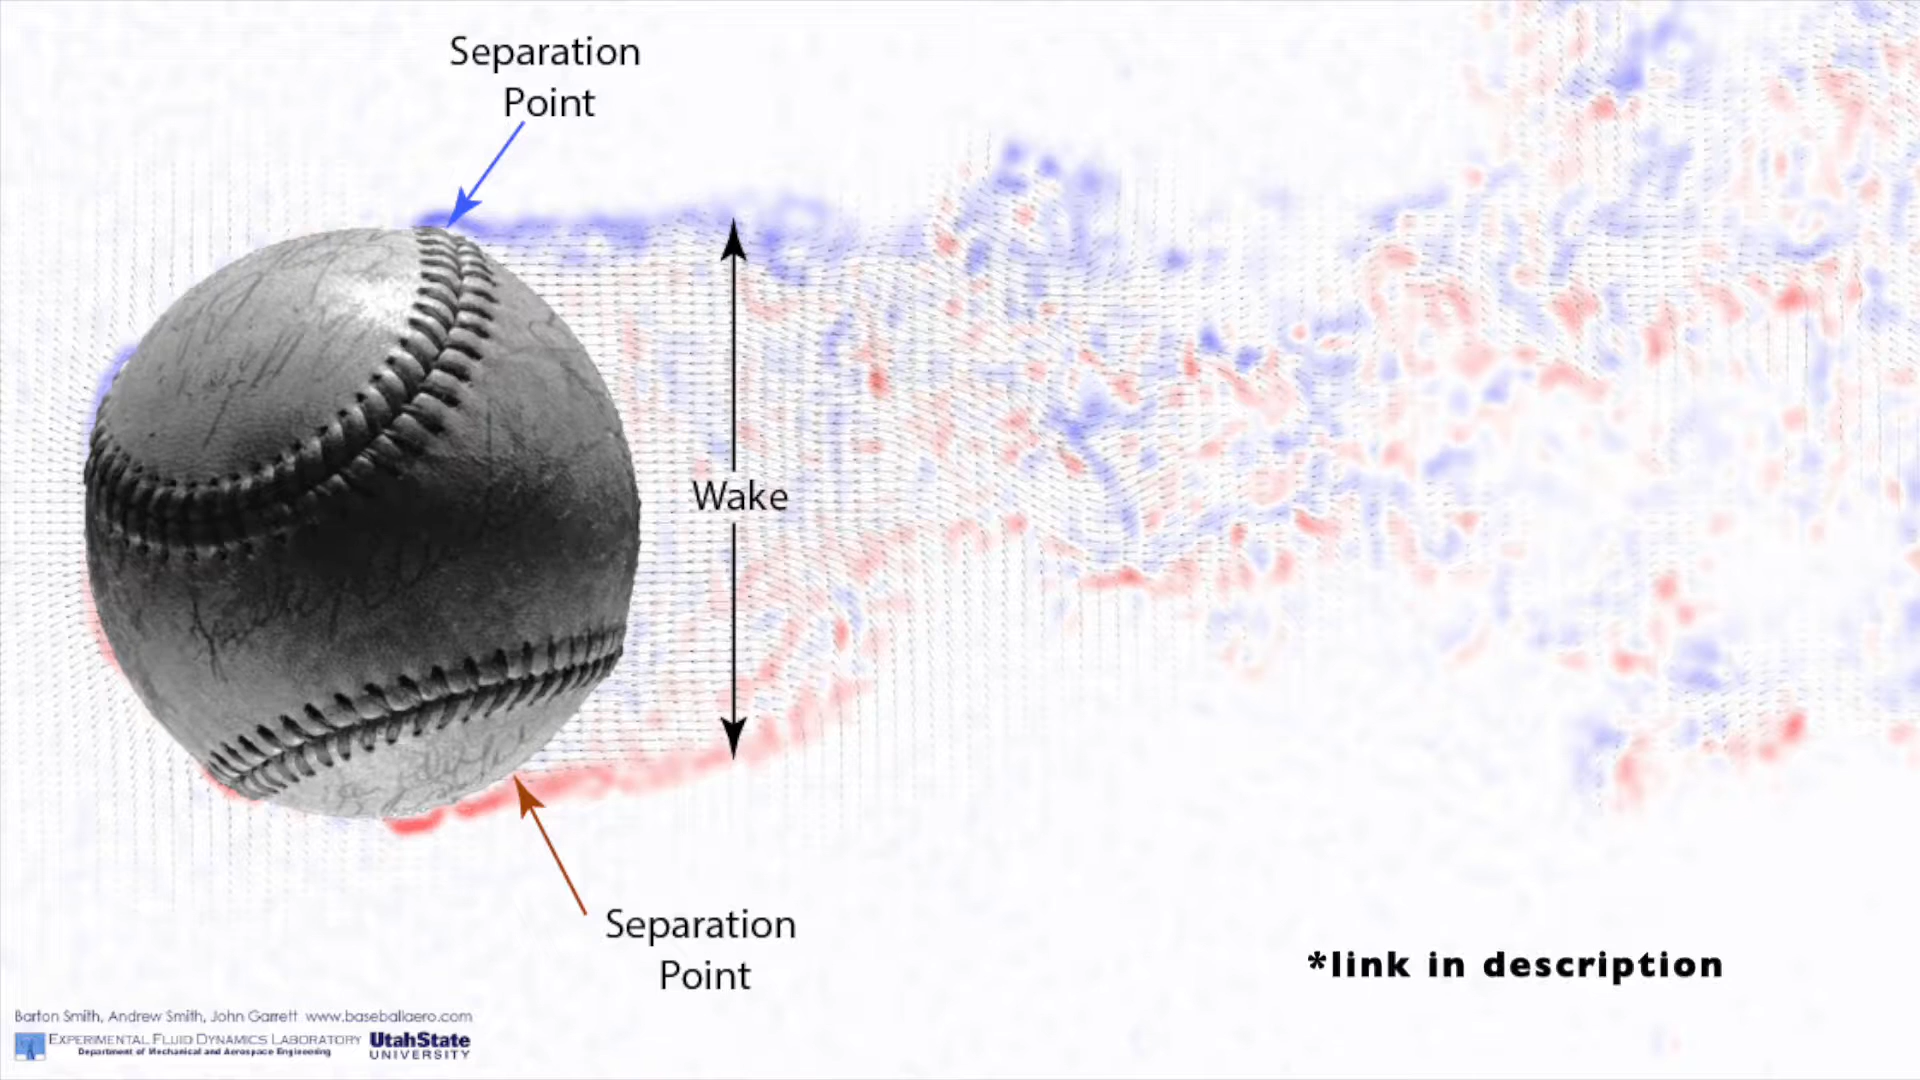 Separation
Point
Wake
Separation
Point
*link in description
Barton Smith, Andrew Smith, John Garrett www.baseballaero.com
EXPERIMENTAL FLUID DYNAMICS LABORATORY
Department of Mechanical and Aerospace Engineering
UtahState
UNIVERSITY